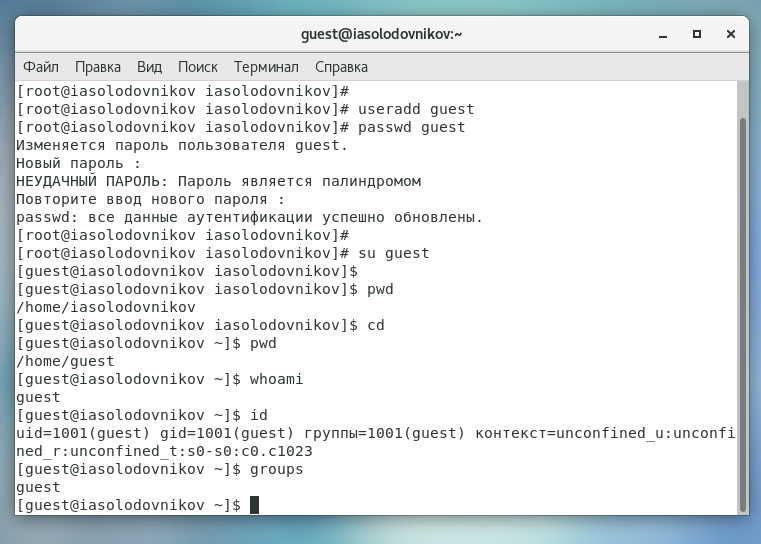 guest@iasolodovnikov:~
Файл Правка Вид Поиск Терминал Справка
[root@iasolodovnikov iasolodovnikov]#
[root@iasolodovnikov iasolodovnikov]# useradd guest
[root@iasolodovnikov iasolodovnikov]# passwd guest
Изменяется пароль пользователя guest.
Новый пароль :
НЕУДАЧНЫЙ ПАРОЛЬ: Пароль является палиндромом
Повторите ввод нового пароля :
passwd: все данные аутентификации успешно обновлены.
[root@iasolodovnikov iasolodovnikov]#
[root@iasolodovnikov iasolodovnikov]# su guest
[guest@iasolodovnikov iasolodovnikov]$
[guest@iasolodovnikov iasolodovnikov]$ pwd
/home/iasolodovnikov
[guest@iasolodovnikov iasolodovnikov]$ cd
[guest@iasolodovnikov ~]$ pwd
/home/guest
[guest@iasolodovnikov ~]$ whoami
guest
[guest@iasolodovnikov ~]$ id
uid=1001(guest) gid=1001(guest) группы=1001(guest) контекст=unconfined_u:unconfi
ned_r:unconfined_t:s0-s0:c0.c1023
[guest@iasolodovnikov ~]$ groups
guest
[guest@iasolodovnikov ~]$